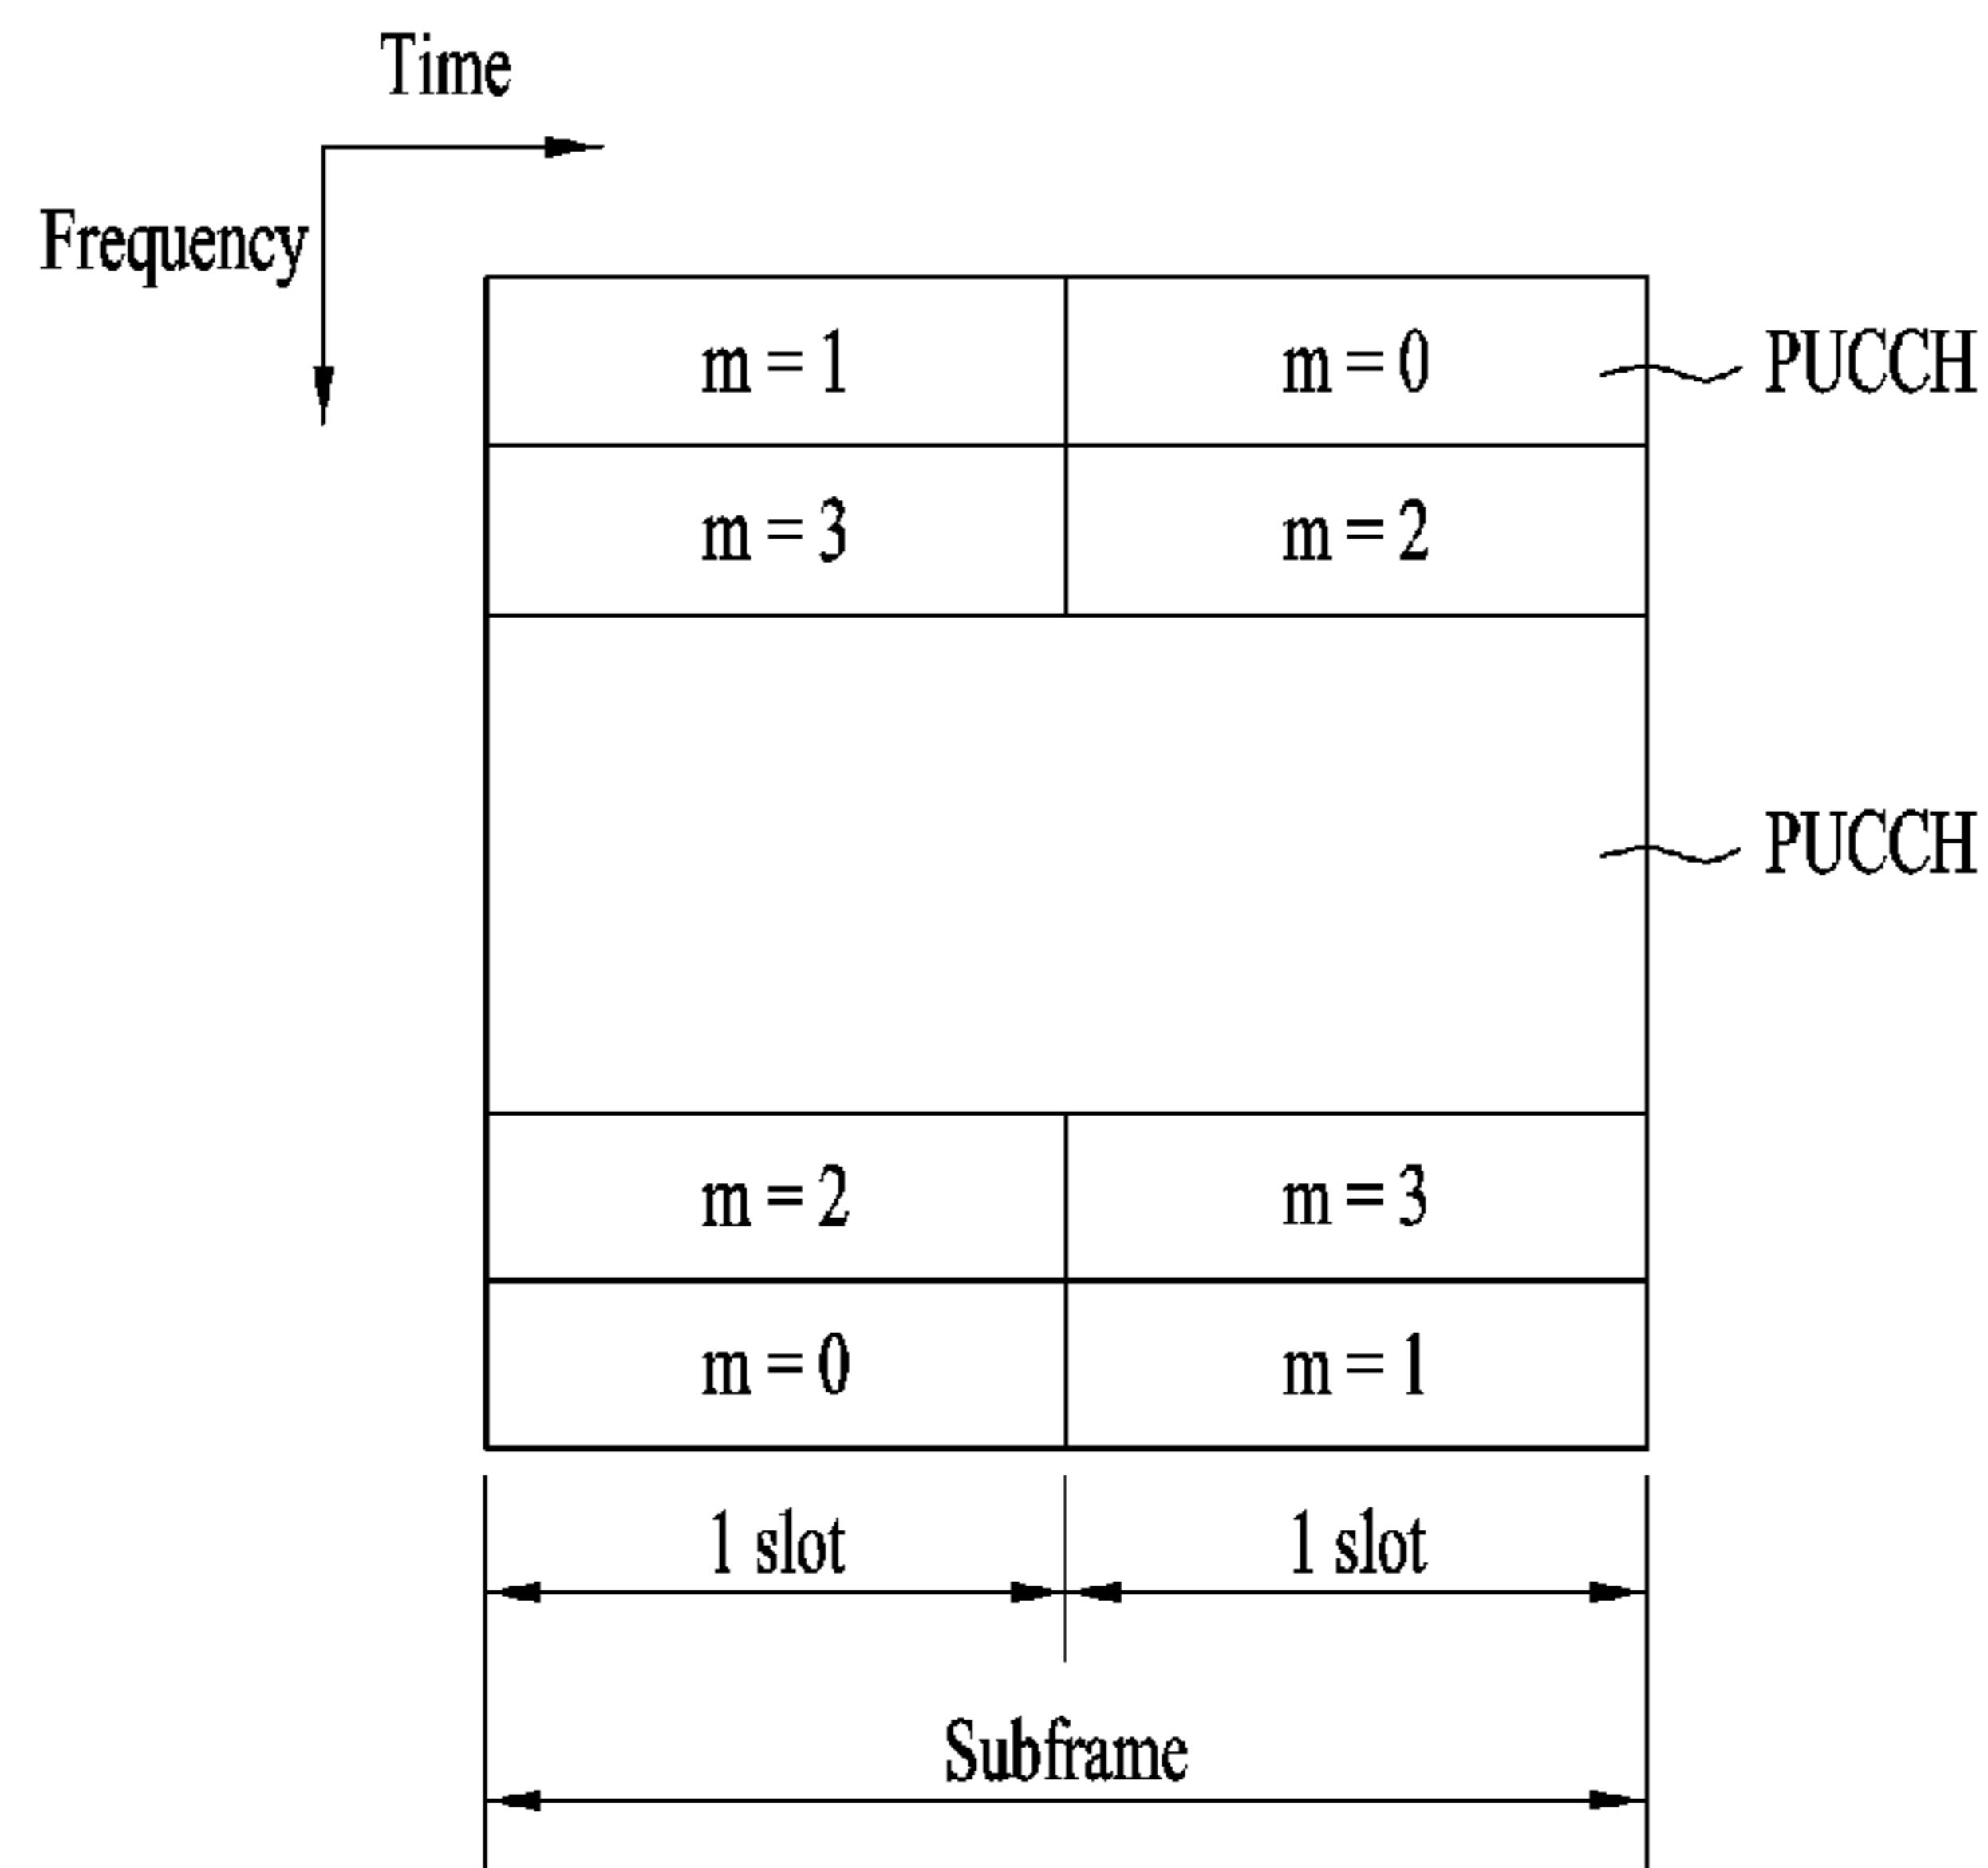 Time
Frequency
m = 1
m = 0
PUCCH
m = 3
m = 2
PUCCH
m = 2
m = 3
m = 0
m = 1
1 slot
1 slot
Subframe